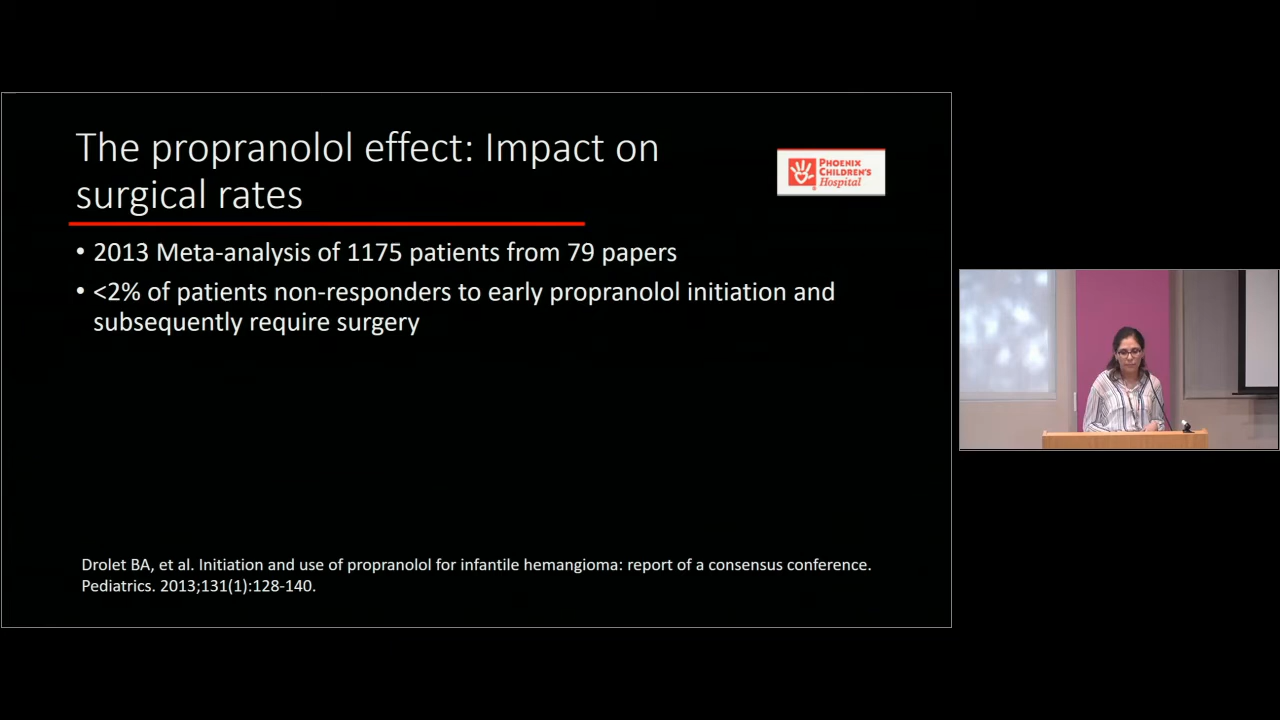 The propranolol effect: Impact on
surgical rates
PHOENIX
CHILDREN'S
Hospital
• 2013 Meta-analysis of 1175 patients from 79 papers
• <2% of patients non-responders to early propranolol initiation and
subsequently require surgery
Drolet BA, et al. Initiation and use of propranolol for infantile hemangioma: report of a consensus conference.
Pediatrics. 2013;131(1):128-140.